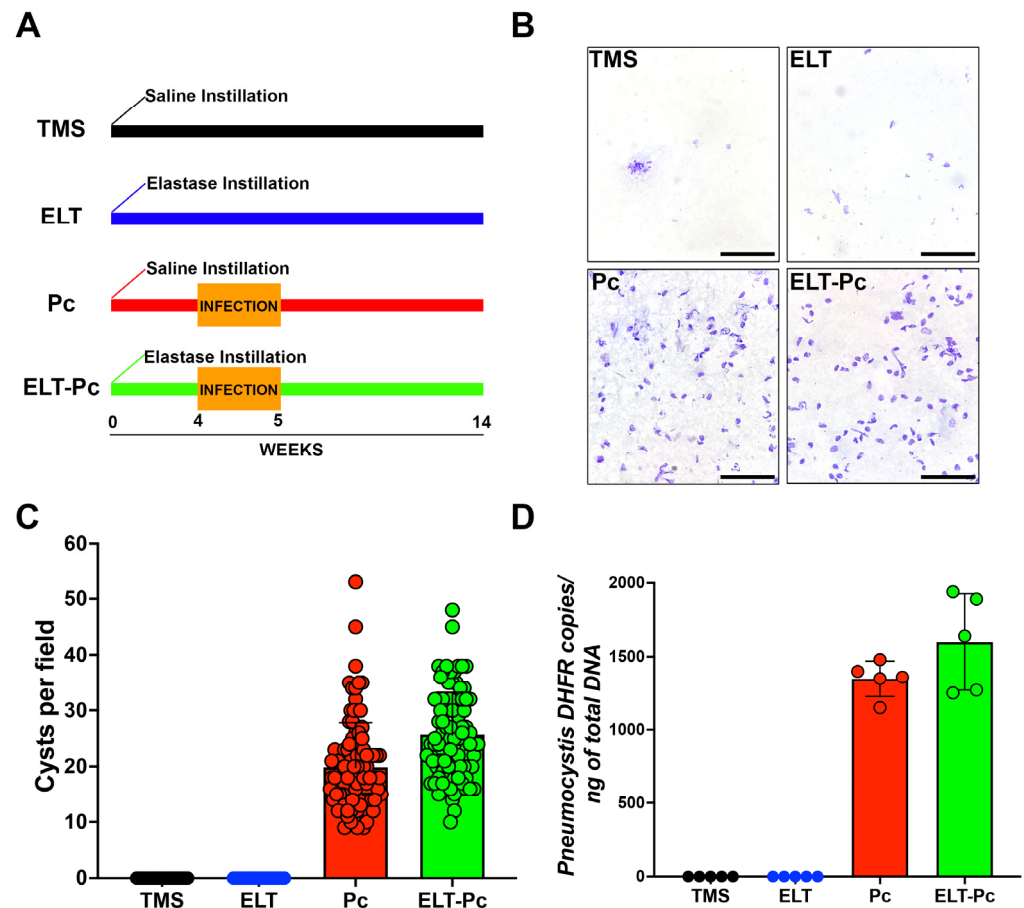 A
Saline Instillation
TMS
Elastase Instillation
ELT
Saline Instillation
Pc
INFECTION
Elastase Instillation
ELT-Pc
INFECTION
0 4 5 14
WEEKS
B
TMS
ELT
Pc
ELT-Pc
C
Cysts per field
60
50
40
30
20
10
0
TMS ELT Pc ELT-Pc
D
Pneumocystis DHFR copies/
ng of total DNA
2000
1500
1000
500
0
TMS ELT Pc ELT-Pc